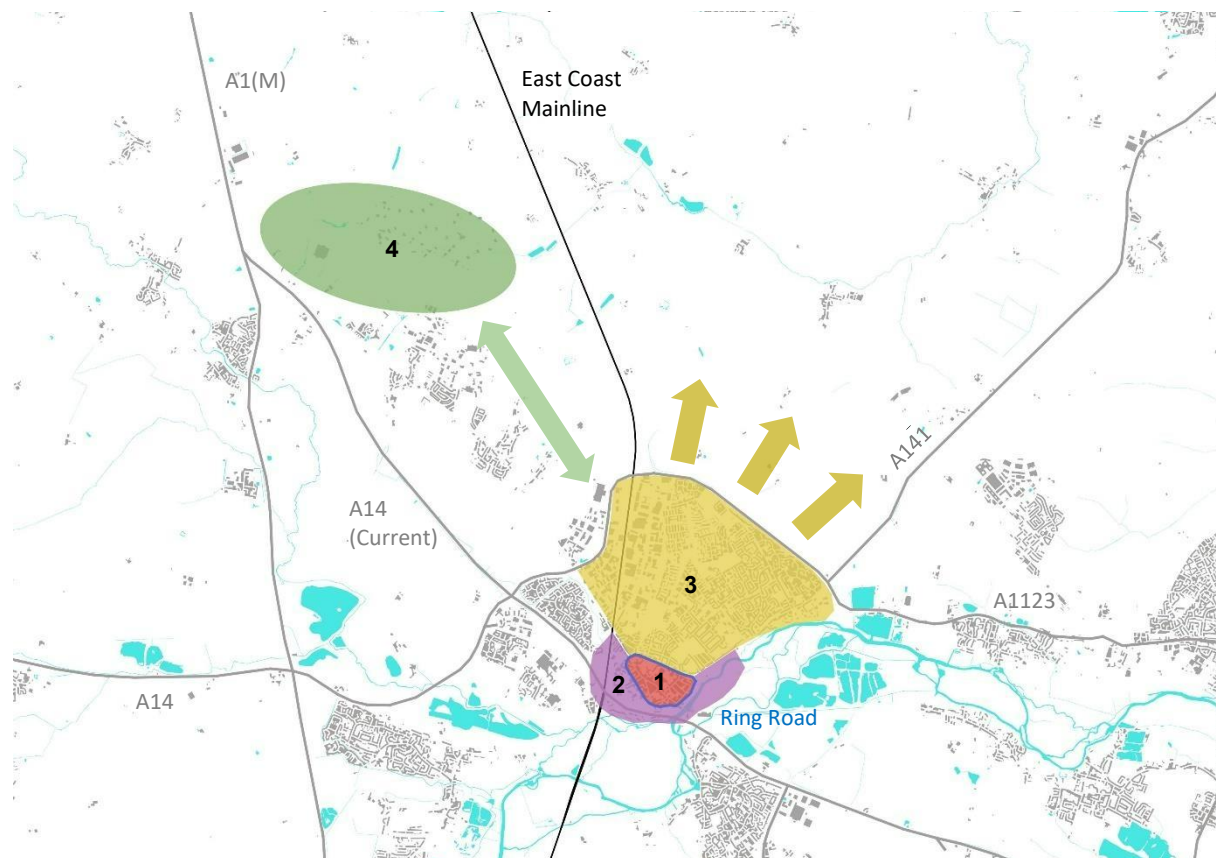 A1(M)
East Coast
Mainline
4
A141
A14
(Current)
3
A1123
2
1
A14
Ring Road